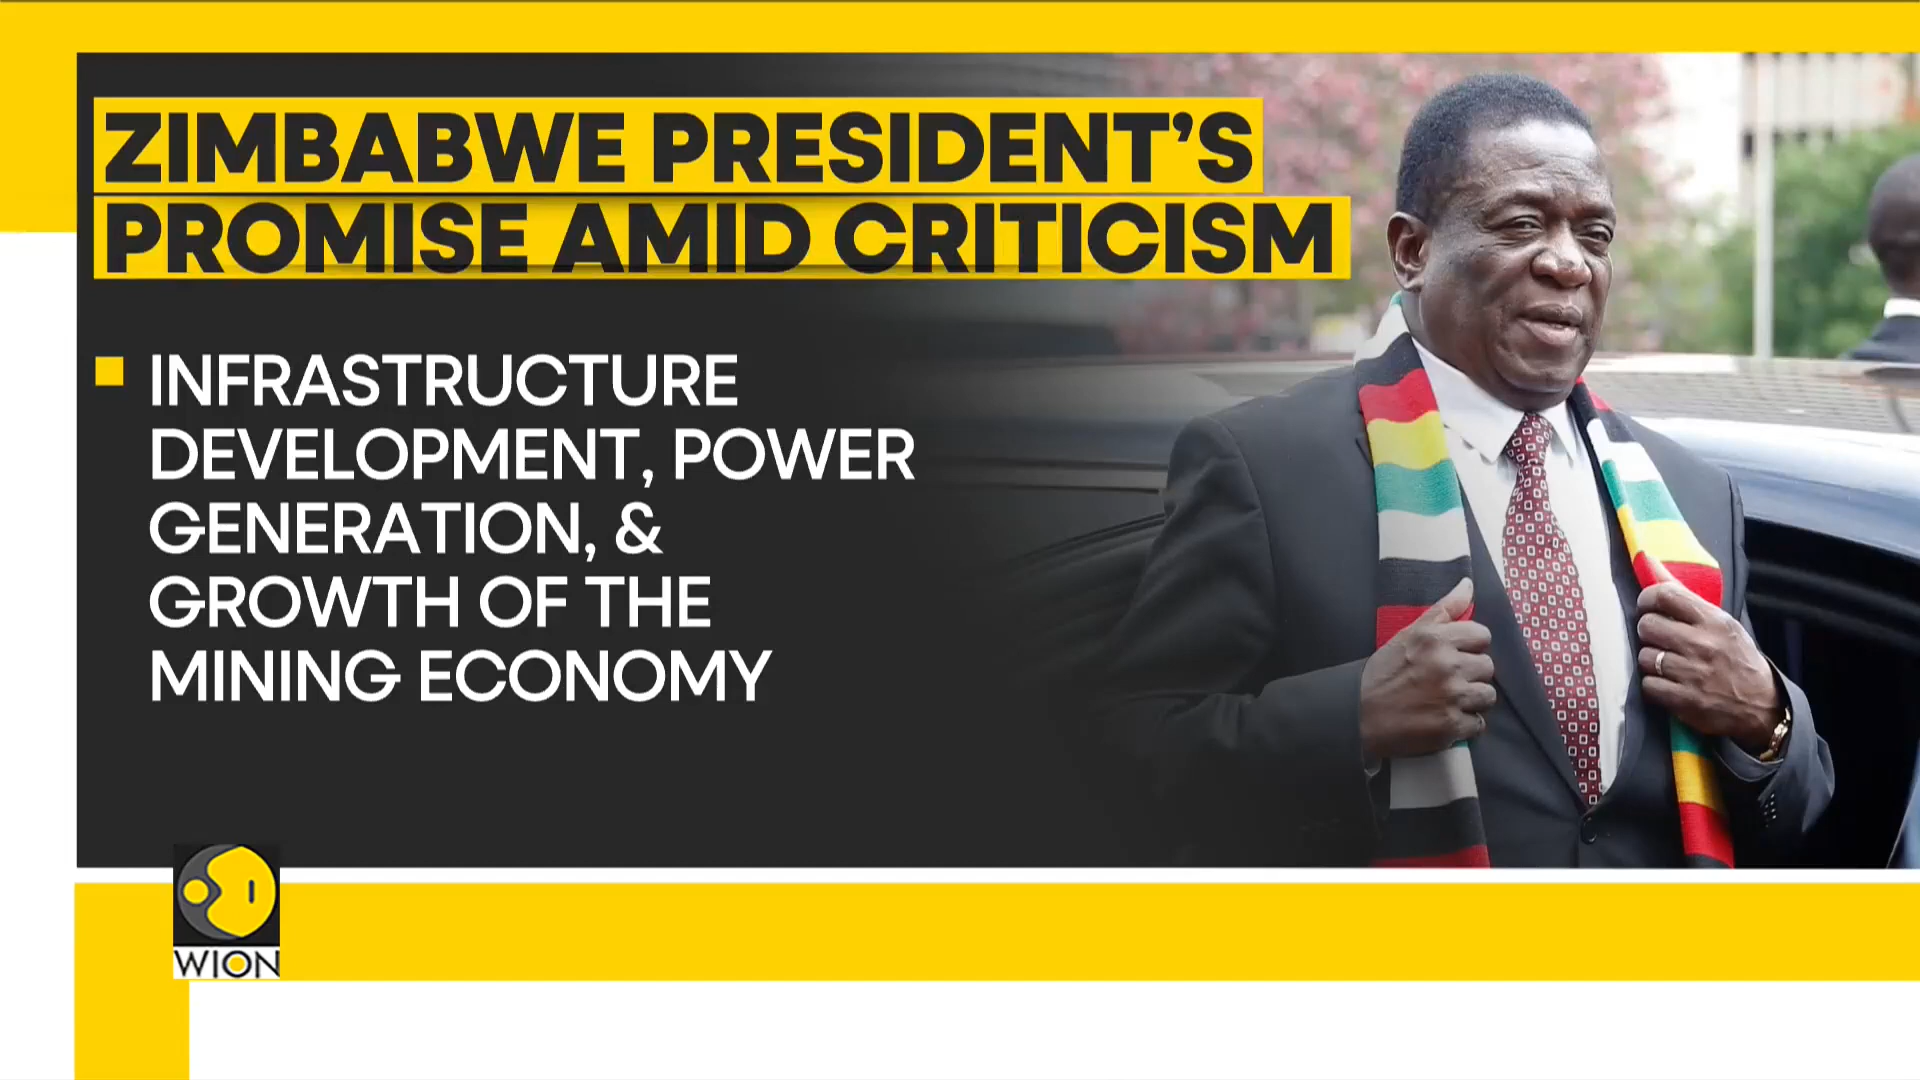 ZIMBABWE PRESIDENT’S
PROMISE AMID CRITICISM
INFRASTRUCTURE
DEVELOPMENT, POWER
GENERATION, &
GROWTH OF THE
MINING ECONOMY
WION